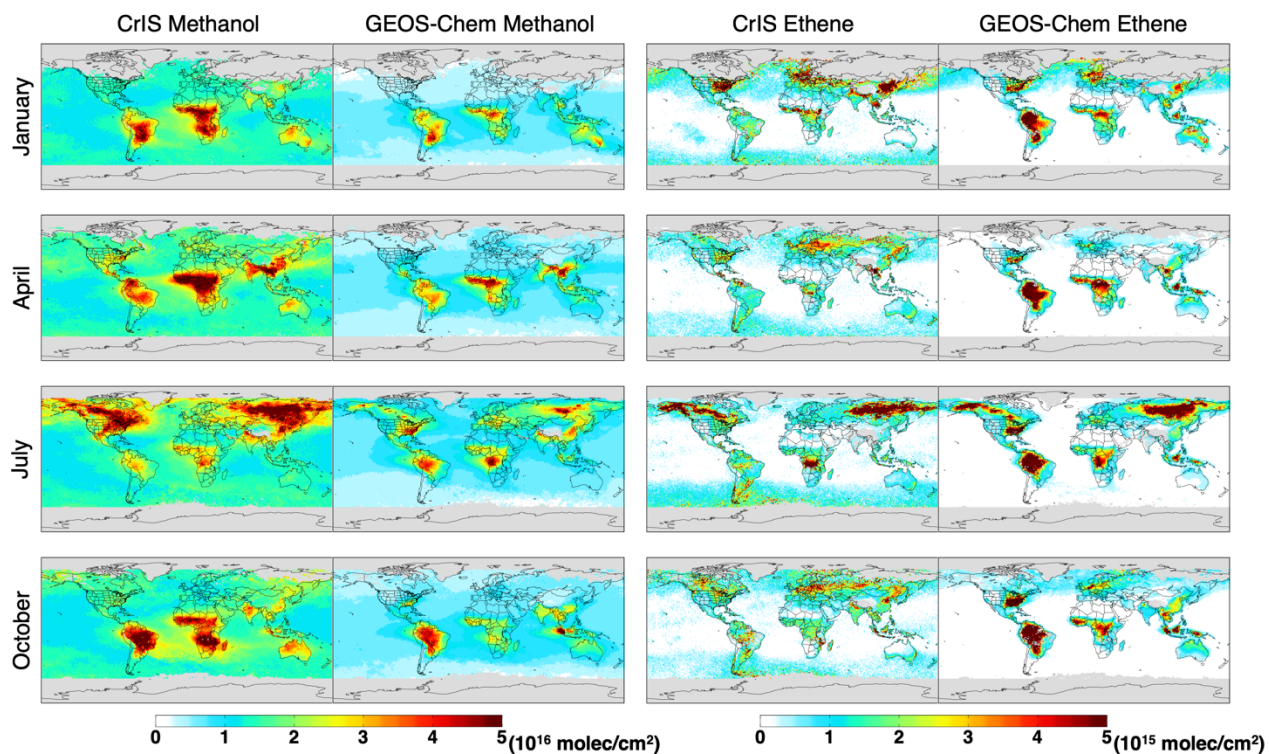 CrIS Methanol GEOS-Chem Methanol CrIS Ethene GEOS-Chem Ethene
January
April
July
October
0 1 2 3 4 5 (10¹⁶ molec/cm²) 0 1 2 3 4 5 (10¹⁵ molec/cm²)